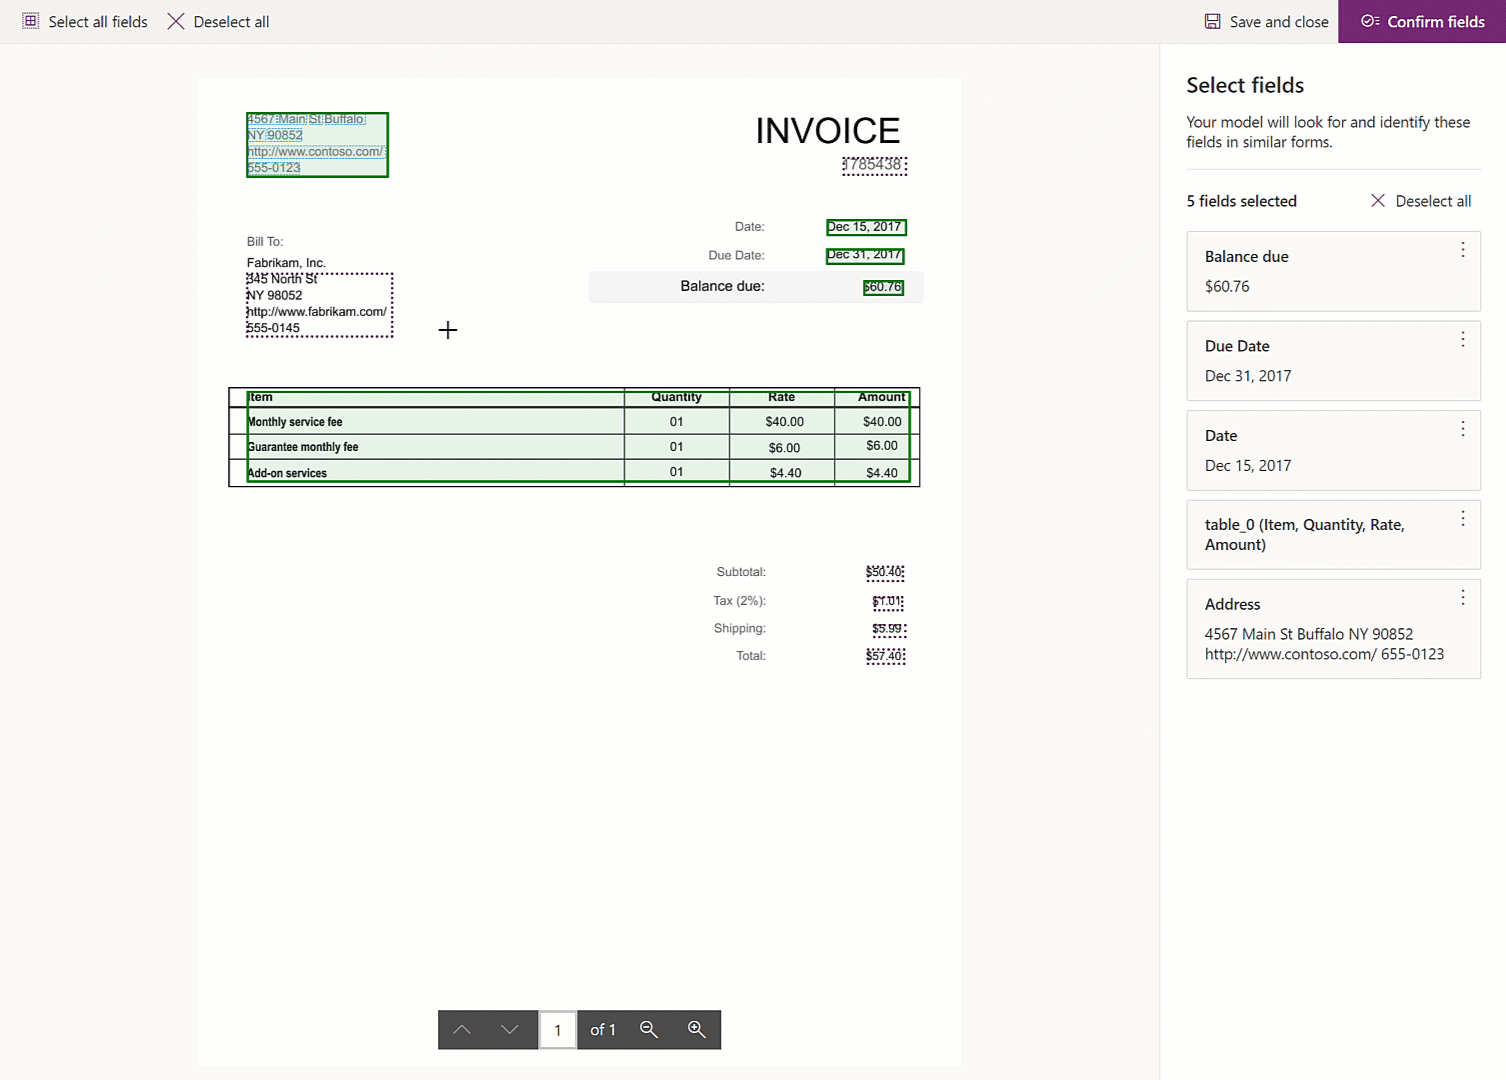 Select all fields
Deselect all
Save and close
Confirm fields
4567 Main St Buffalo
NY 90852
http://www.contoso.com/
555-0123
INVOICE
1785438
Date: Dec 15, 2017
Due Date: Dec 31, 2017
Balance due: $60.76
Bill To:
Fabrikam, Inc.
345 North St
NY 98052
http://www.fabrikam.com/
555-0145
Item Quantity Rate Amount
Monthly service fee 01 $40.00 $40.00
Guarantee monthly fee 01 $6.00 $6.00
Add-on services 01 $4.40 $4.40
Subtotal: $50.40
Tax (2%): $1.01
Shipping: $5.99
Total: $57.40
1 of 1
Select fields
Your model will look for and identify these
fields in similar forms.
5 fields selected
Deselect all
Balance due
$60.76
Due Date
Dec 31, 2017
Date
Dec 15, 2017
table_0 (Item, Quantity, Rate,
Amount)
Address
4567 Main St Buffalo NY 90852
http://www.contoso.com/ 655-0123